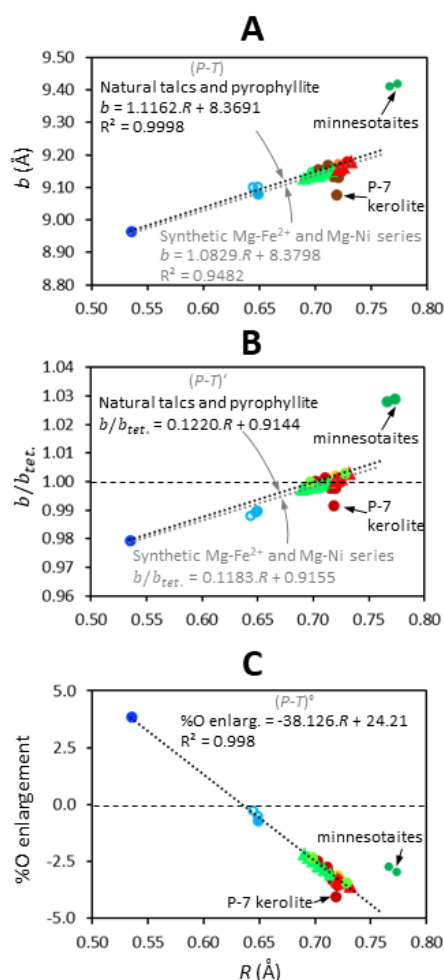 A
9.50
9.40
9.30
9.20
9.10
9.00
8.90
8.80
b (Å)
(P-T)
Natural talcs and pyrophyllite
b = 1.1162.R + 8.3691
R² = 0.9998
minnesotaites
P-7
kerolite
Synthetic Mg-Fe²⁺ and Mg-Ni series
b = 1.0829.R + 8.3798
R² = 0.9482
0.50 0.55 0.60 0.65 0.70 0.75 0.80
B
1.04
1.03
1.02
1.01
1.00
0.99
0.98
0.97
0.96
b/b_tet.
(P-T)'
Natural talcs and pyrophyllite
b/b_tet. = 0.1220.R + 0.9144
minnesotaites
P-7
kerolite
Synthetic Mg-Fe²⁺ and Mg-Ni series
b/b_tet. = 0.1183.R + 0.9155
0.50 0.55 0.60 0.65 0.70 0.75 0.80
C
5.0
2.5
0.0
-2.5
-5.0
%O enlargement
(P-T)°
%O enlarg. = -38.126.R + 24.21
R² = 0.998
minnesotaites
P-7 kerolite
0.50 0.55 0.60 0.65 0.70 0.75 0.80
R (Å)